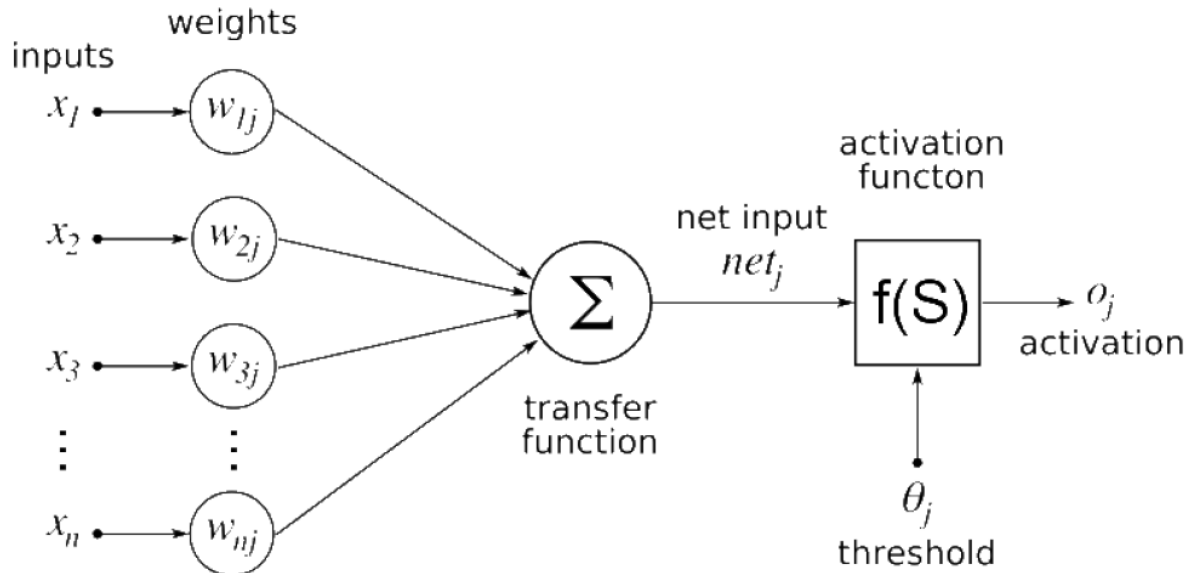 weights
inputs
x1
w1j
x2
w2j
x3
w3j
⋮ ⋮
xn
wnj
Σ
transfer
function
net input
netj
activation
functon
f(S)
oj
activation
θj
threshold